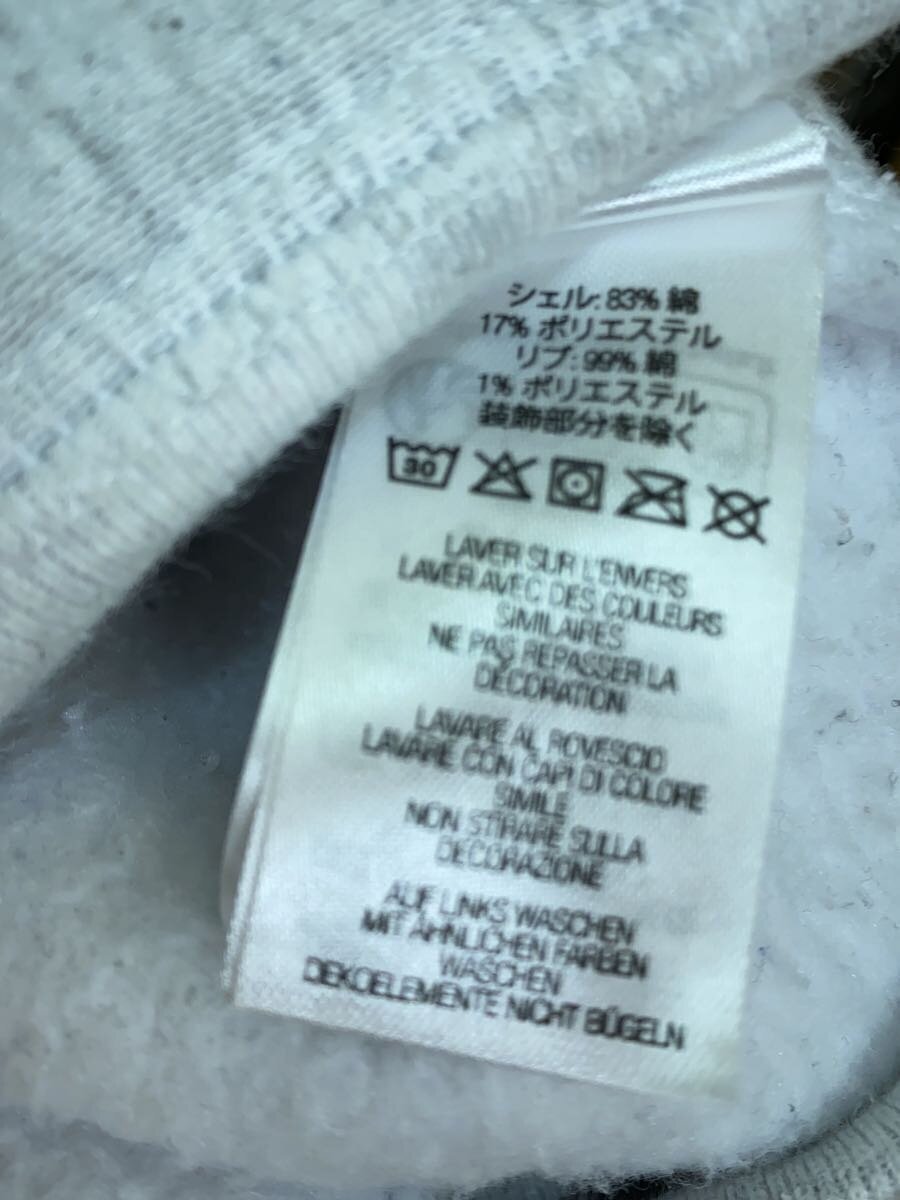 シェル: 83% 綿
17% ポリエステル
リブ: 99% 綿
1% ポリエステル
装飾部分を除く
30
LAVER SUR L'ENVERS
LAVER AVEC DES COULEURS
SIMILAIRES
NE PAS REPASSER LA
DÉCORATION
LAVARE AL ROVESCIO
LAVARE CON CAPI DI COLORE
SIMILE
NON STIRARE SULLA
DECORAZIONE
AUF LINKS WASCHEN
MIT ÄHNLICHEN FARBEN
WASCHEN
DEKOELEMENTE NICHT BÜGELN